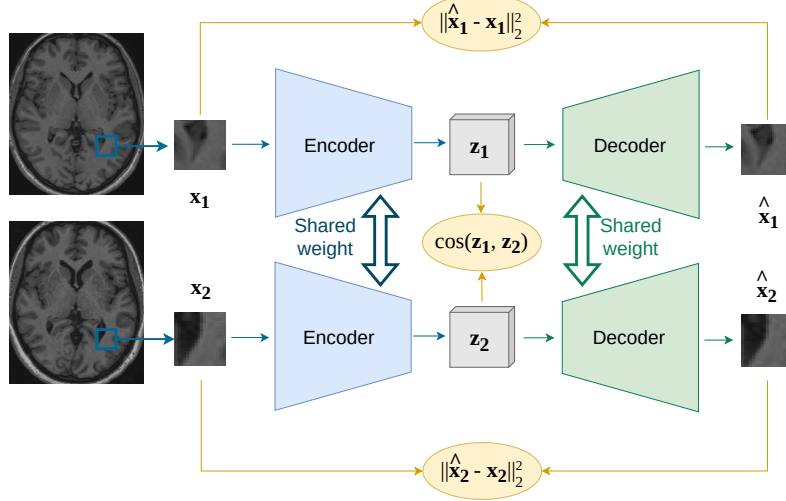 ||x̂₁ - x₁||₂²
Encoder
z₁
Decoder
x₁
x̂₁
Shared
weight
cos(z₁, z₂)
Shared
weight
x₂
x̂₂
Encoder
z₂
Decoder
||x̂₂ - x₂||₂²